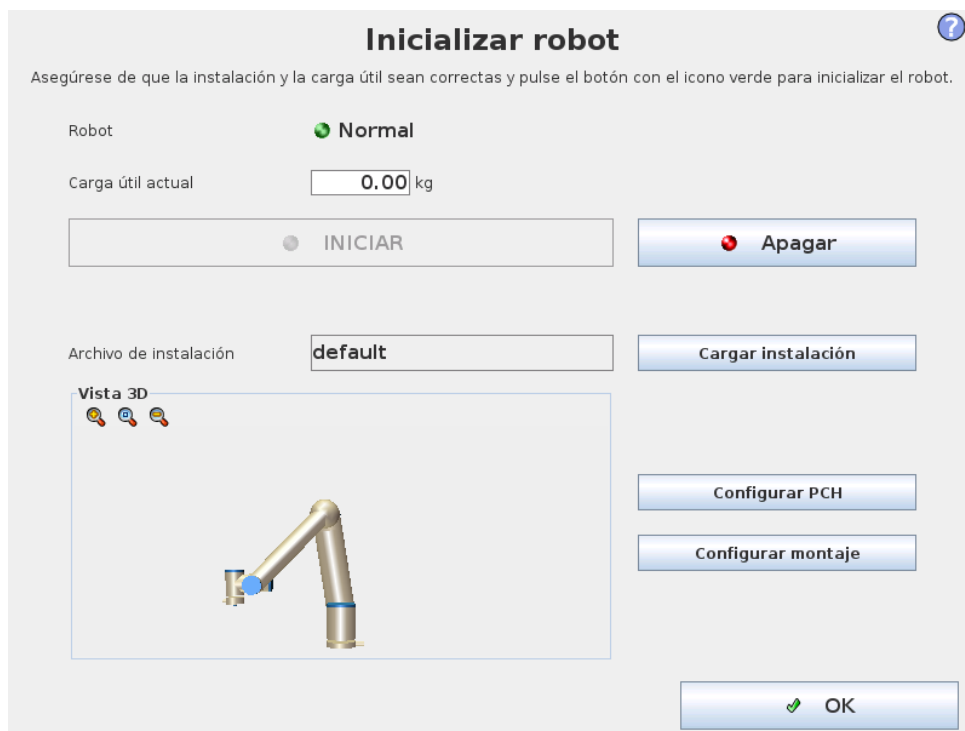 Inicializar robot
?
Asegúrese de que la instalación y la carga útil sean correctas y pulse el botón con el icono verde para inicializar el robot.
Robot
Normal
Carga útil actual
0.00 kg
INICIAR
Apagar
Archivo de instalación
default
Cargar instalación
Vista 3D
Configurar PCH
Configurar montaje
OK